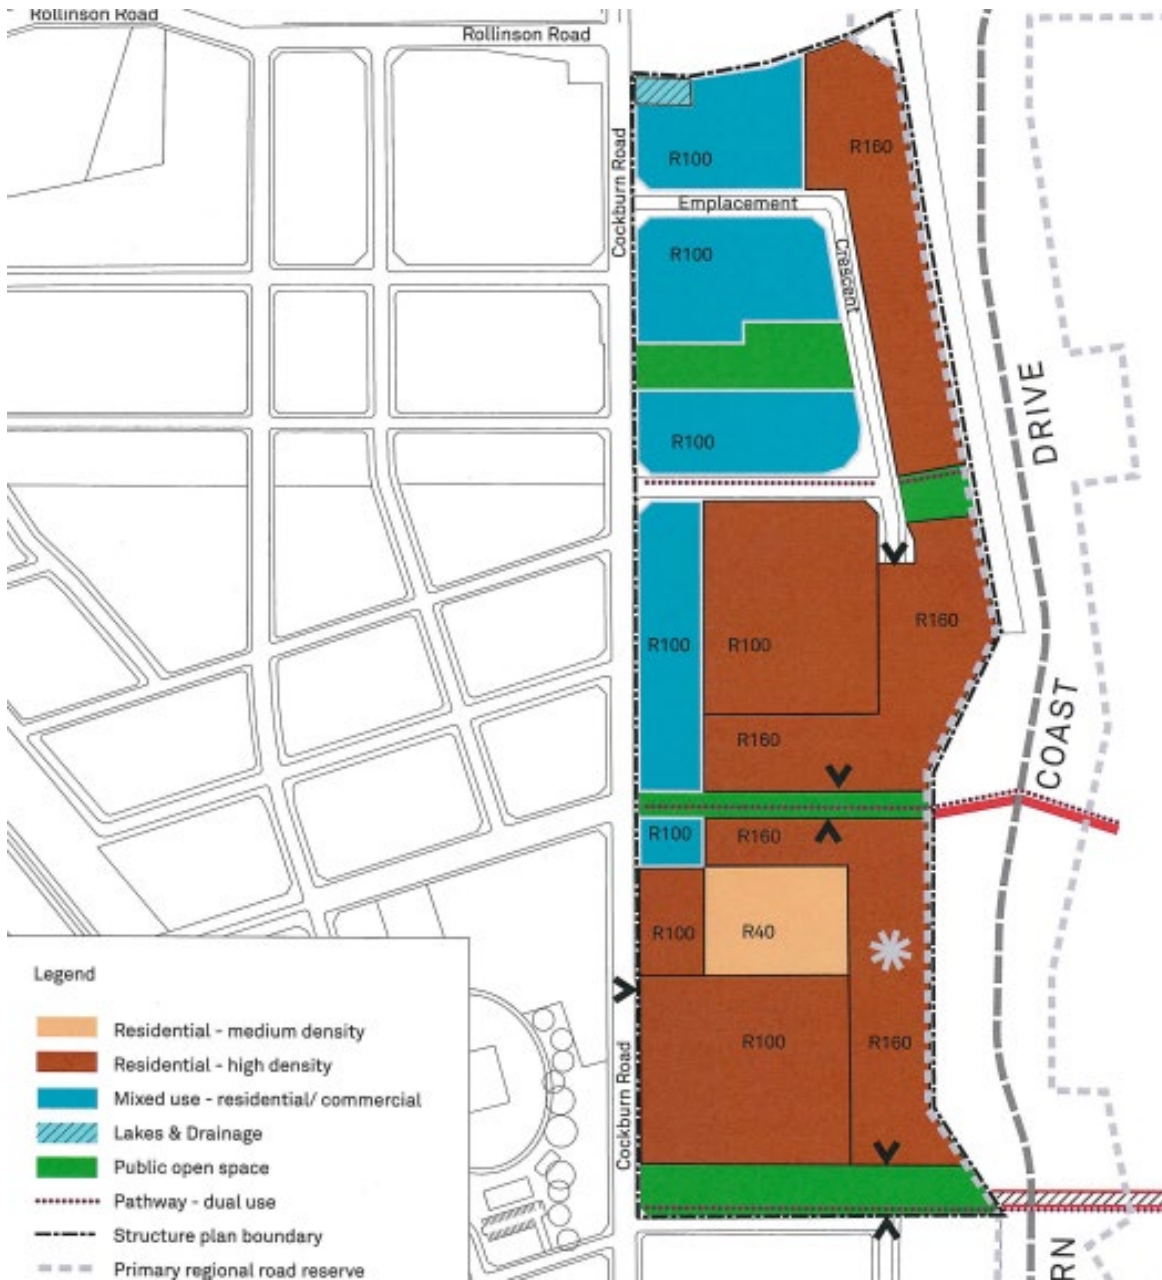 Rollinson Road
Rollinson Road
Cockburn Road
R100
R160
Emplacement
Crescent
R100
R100
DRIVE
R160
R100
R100
R160
COAST
R100
R160
R100
R40
R100
R160
Cockburn Road
RN
Legend
Residential - medium density
Residential - high density
Mixed use - residential/ commercial
Lakes & Drainage
Public open space
Pathway - dual use
Structure plan boundary
Primary regional road reserve